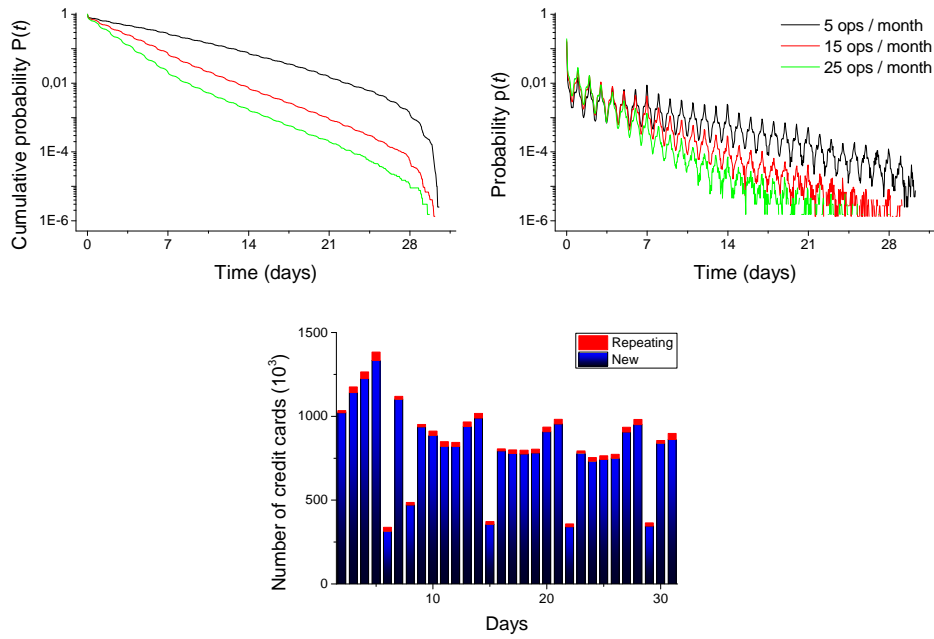 Cumulative probability P(t)
1
0,01
1E-4
1E-6
0
7
14
21
28
Time (days)
Probability p(t)
1
0,01
1E-4
1E-6
0
7
14
21
28
Time (days)
5 ops / month
15 ops / month
25 ops / month
Number of credit cards (10³)
1500
1000
500
0
10
20
30
Days
Repeating
New